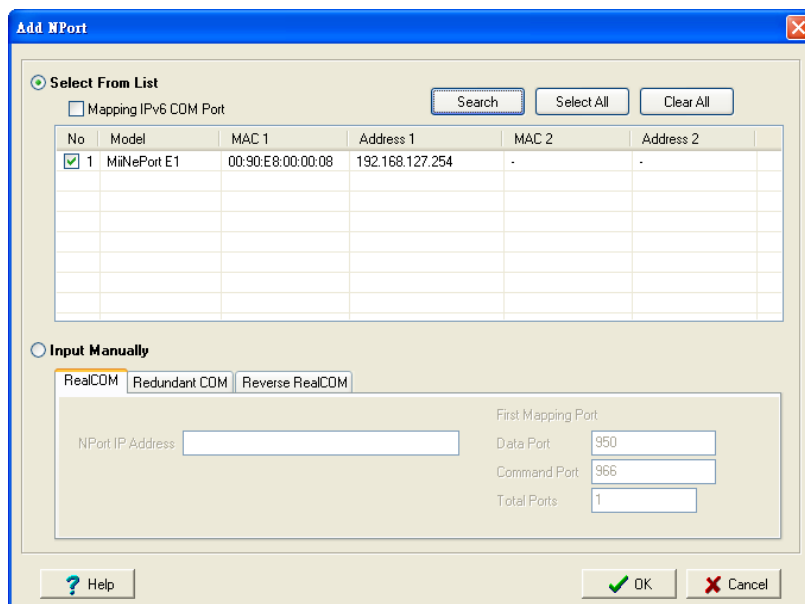 Add NPort
Select From List
Mapping IPv6 COM Port
Search
Select All
Clear All
No Model MAC 1 Address 1 MAC 2 Address 2
1 MiiNePort E1 00:90:E8:00:00:08 192.168.127.254 - -
Input Manually
RealCOM Redundant COM Reverse RealCOM
First Mapping Port
NPort IP Address
Data Port 950
Command Port 966
Total Ports 1
? Help
OK
Cancel